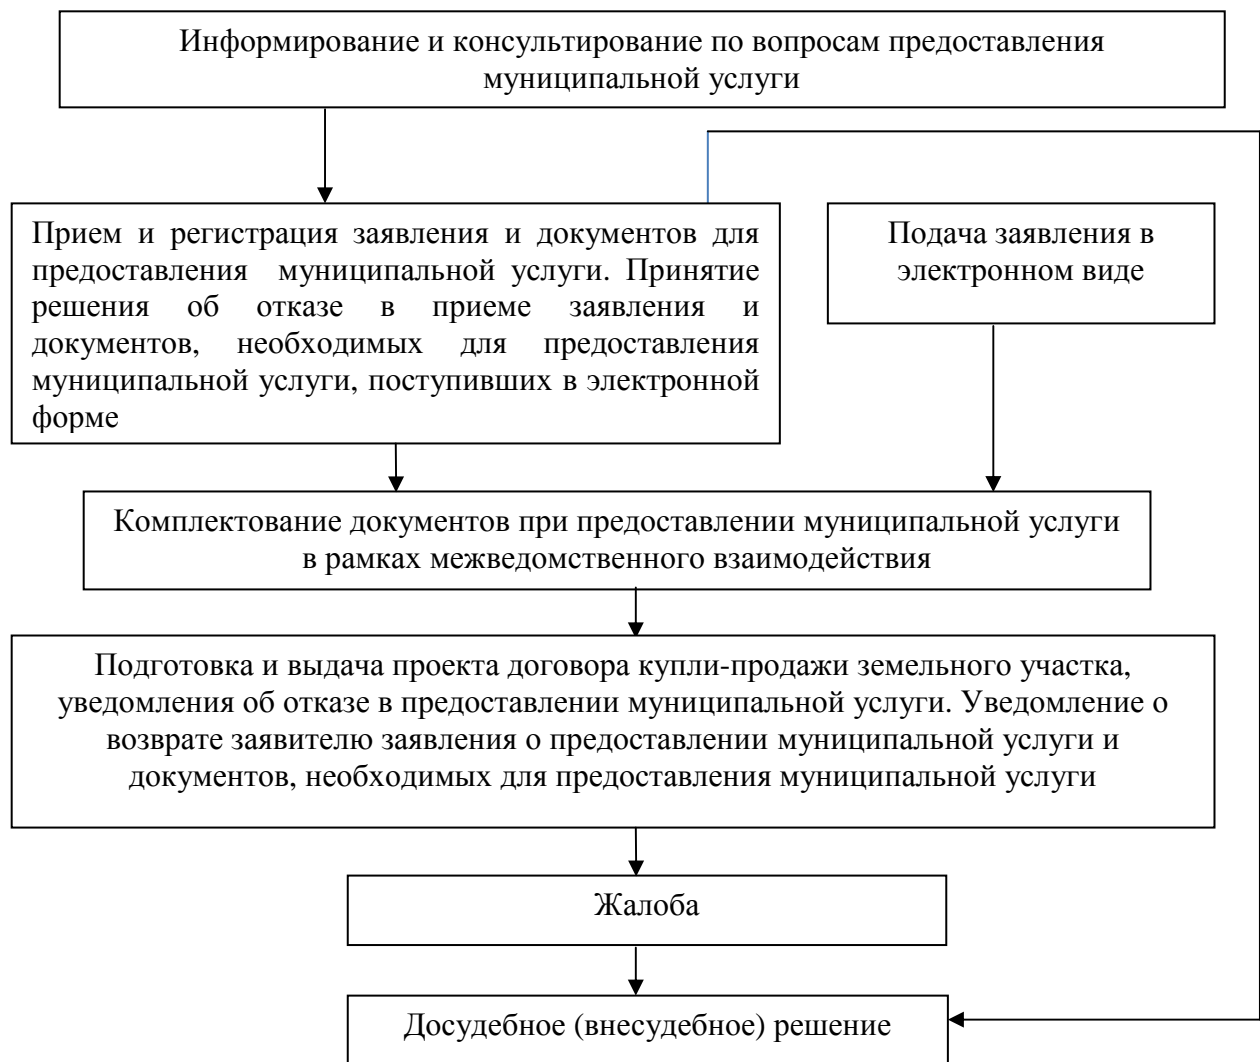 Информирование и консультирование по вопросам предоставления
муниципальной услуги
Прием и регистрация заявления и документов для
предоставления муниципальной услуги. Принятие
решения об отказе в приеме заявления и
документов, необходимых для предоставления
муниципальной услуги, поступивших в электронной
форме
Подача заявления в
электронном виде
Комплектование документов при предоставлении муниципальной услуги
в рамках межведомственного взаимодействия
Подготовка и выдача проекта договора купли-продажи земельного участка,
уведомления об отказе в предоставлении муниципальной услуги. Уведомление о
возврате заявителю заявления о предоставлении муниципальной услуги и
документов, необходимых для предоставления муниципальной услуги
Жалоба
Досудебное (внесудебное) решение